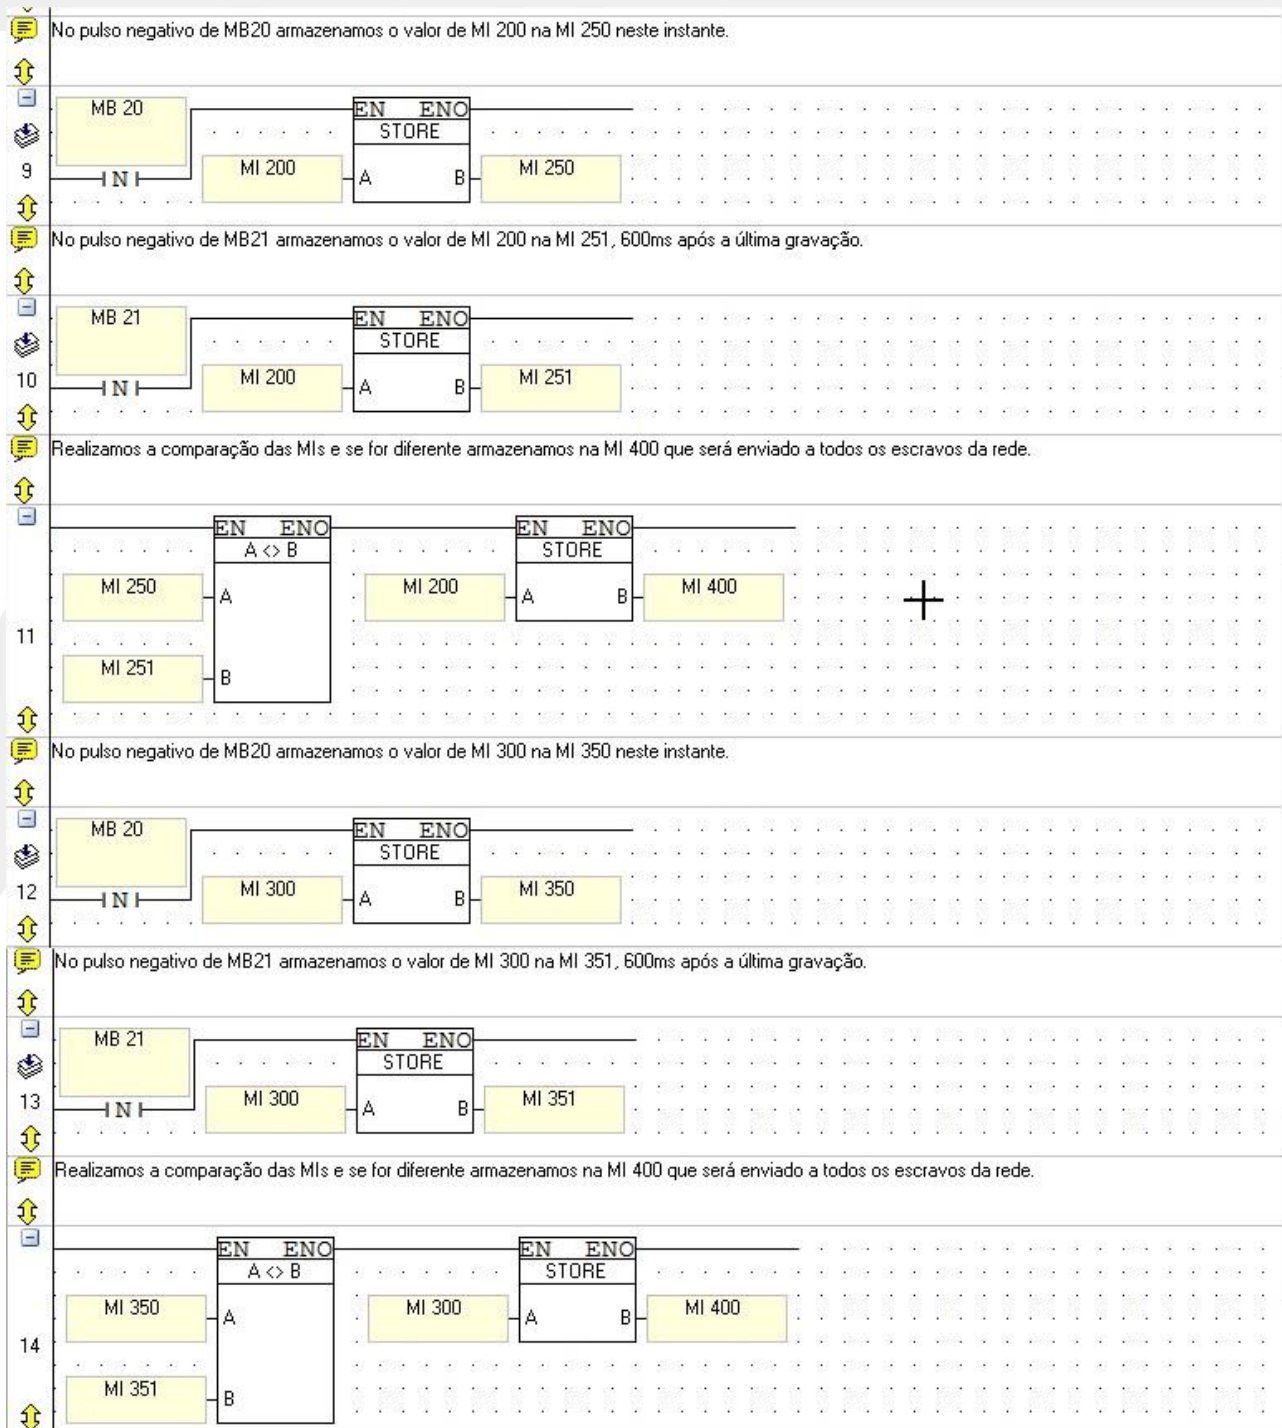 No pulso negativo de MB20 armazenamos o valor de MI 200 na MI 250 neste instante.
MB 20
EN ENO
STORE
9
N
MI 200
A
B
MI 250
No pulso negativo de MB21 armazenamos o valor de MI 200 na MI 251, 600ms após a última gravação.
MB 21
EN ENO
STORE
10
N
MI 200
A
B
MI 251
Realizamos a comparação das MIs e se for diferente armazenamos na MI 400 que será enviado a todos os escravos da rede.
EN ENO
EN ENO
A <> B
STORE
MI 250
A
MI 200
A
B
MI 400
11
MI 251
B
No pulso negativo de MB20 armazenamos o valor de MI 300 na MI 350 neste instante.
MB 20
EN ENO
STORE
12
N
MI 300
A
B
MI 350
No pulso negativo de MB21 armazenamos o valor de MI 300 na MI 351, 600ms após a última gravação.
MB 21
EN ENO
STORE
13
N
MI 300
A
B
MI 351
Realizamos a comparação das MIs e se for diferente armazenamos na MI 400 que será enviado a todos os escravos da rede.
EN ENO
EN ENO
A <> B
STORE
MI 350
A
MI 300
A
B
MI 400
14
MI 351
B